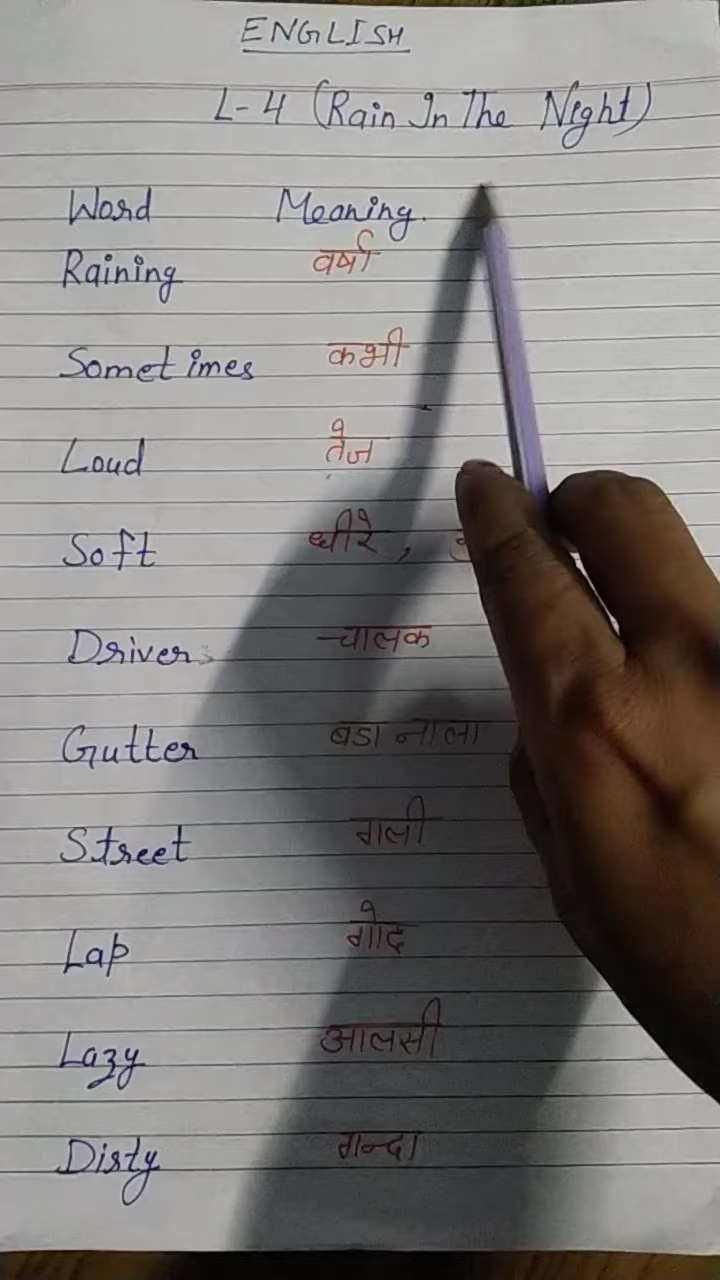 ENGLISH
L-4 (Rain In The Night)
Word Meaning.
Raining वर्षा
Sometimes कभी
Loud तेज
Soft धीरे ,
Drivers चालक
Gutter बडा नाला
Street गली
Lap गोद
Lazy आलसी
Dirty गन्दा